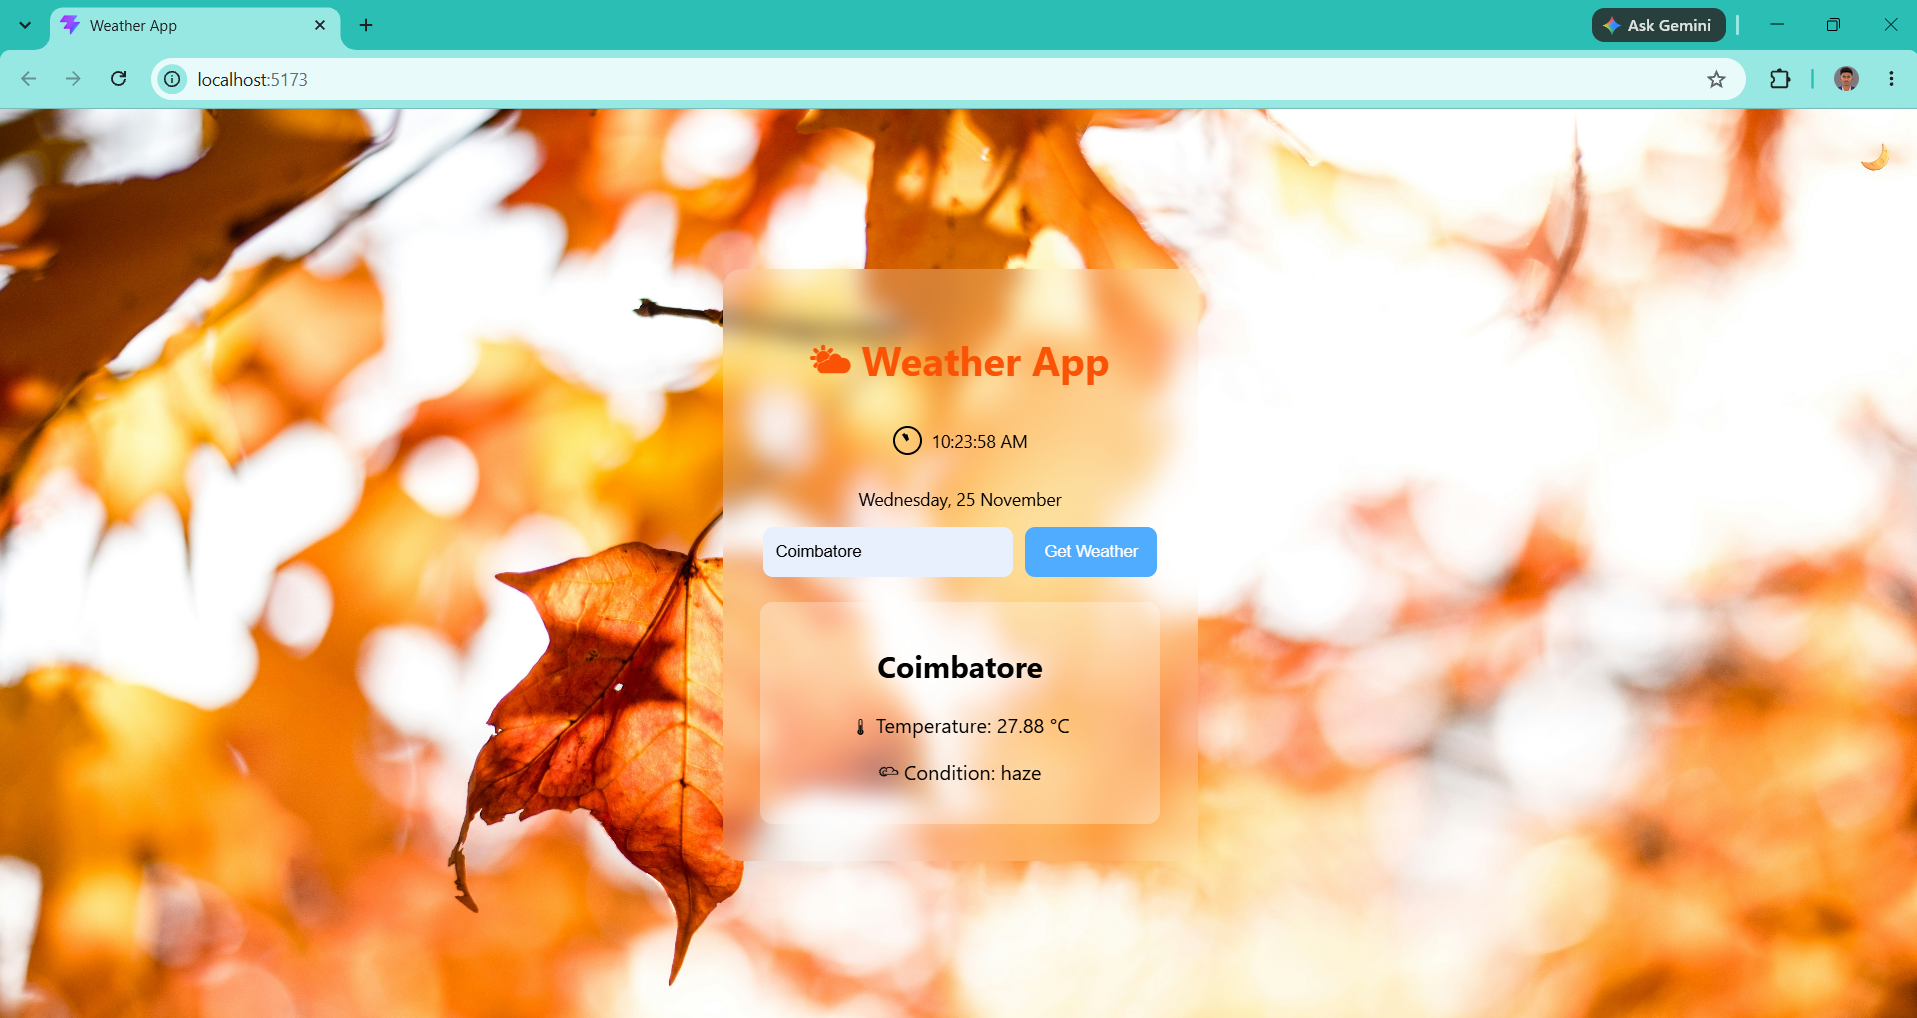 Weather App
Ask Gemini
localhost:5173
Weather App
10:23:58 AM
Wednesday, 25 November
Coimbatore
Get Weather
Coimbatore
Temperature: 27.88 °C
Condition: haze